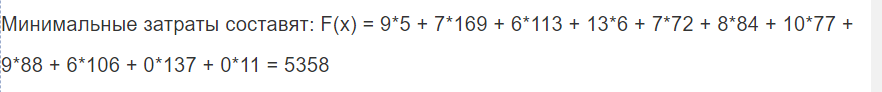 Минимальные затраты составят: F(x) = 9*5 + 7*169 + 6*113 + 13*6 + 7*72 + 8*84 + 10*77 +
9*88 + 6*106 + 0*137 + 0*11 = 5358